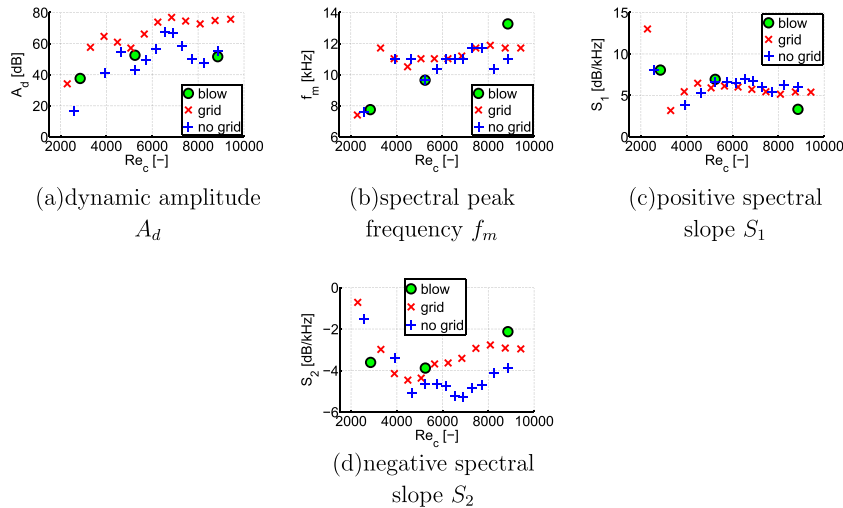 80
60
40
20
0
A_d [dB]
2000 4000 6000 8000 10000
Re_c [−]
blow
grid
no grid
(a)dynamic amplitude
A_d
14
12
10
8
6
f_m [kHz]
2000 4000 6000 8000 10000
Re_c [−]
blow
grid
no grid
(b)spectral peak
frequency f_m
15
10
5
0
S_1 [dB/kHz]
2000 4000 6000 8000 10000
Re_c [−]
blow
grid
no grid
(c)positive spectral
slope S_1
0
−2
−4
−6
S_2 [dB/kHz]
2000 4000 6000 8000 10000
Re_c [−]
blow
grid
no grid
(d)negative spectral
slope S_2